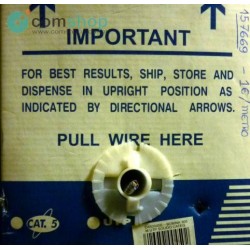 comshop
IMPORTANT
FOR BEST RESULTS, SHIP, STORE AND
DISPENSE IN UPRIGHT POSITION AS
INDICATED BY DIRECTIONAL ARROWS.
PULL WIRE HERE
CAT. 5
157669